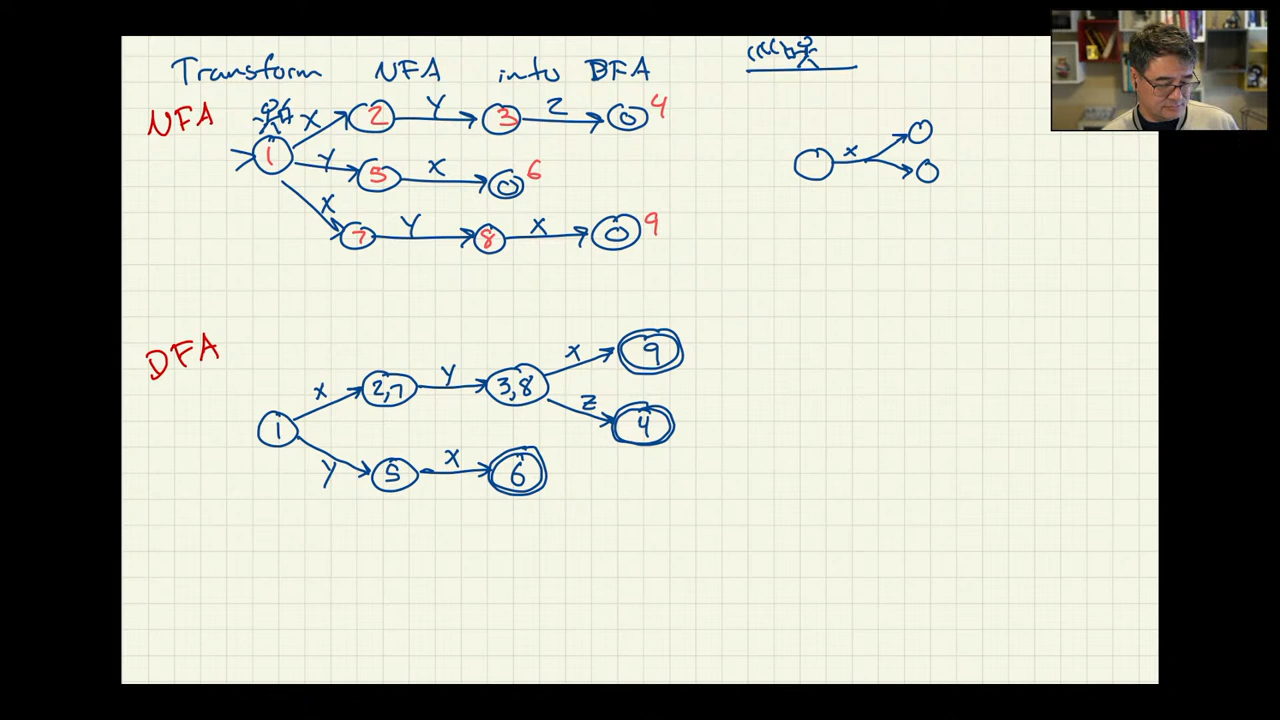 Transform NFA into DFA
NFA
X 2 Y 3 Z 4
1 Y 5 X 6
X 7 Y 8 X 9
x
DFA
1 X 2,7 Y 3,8 X 9
Z 4
Y 5 X 6